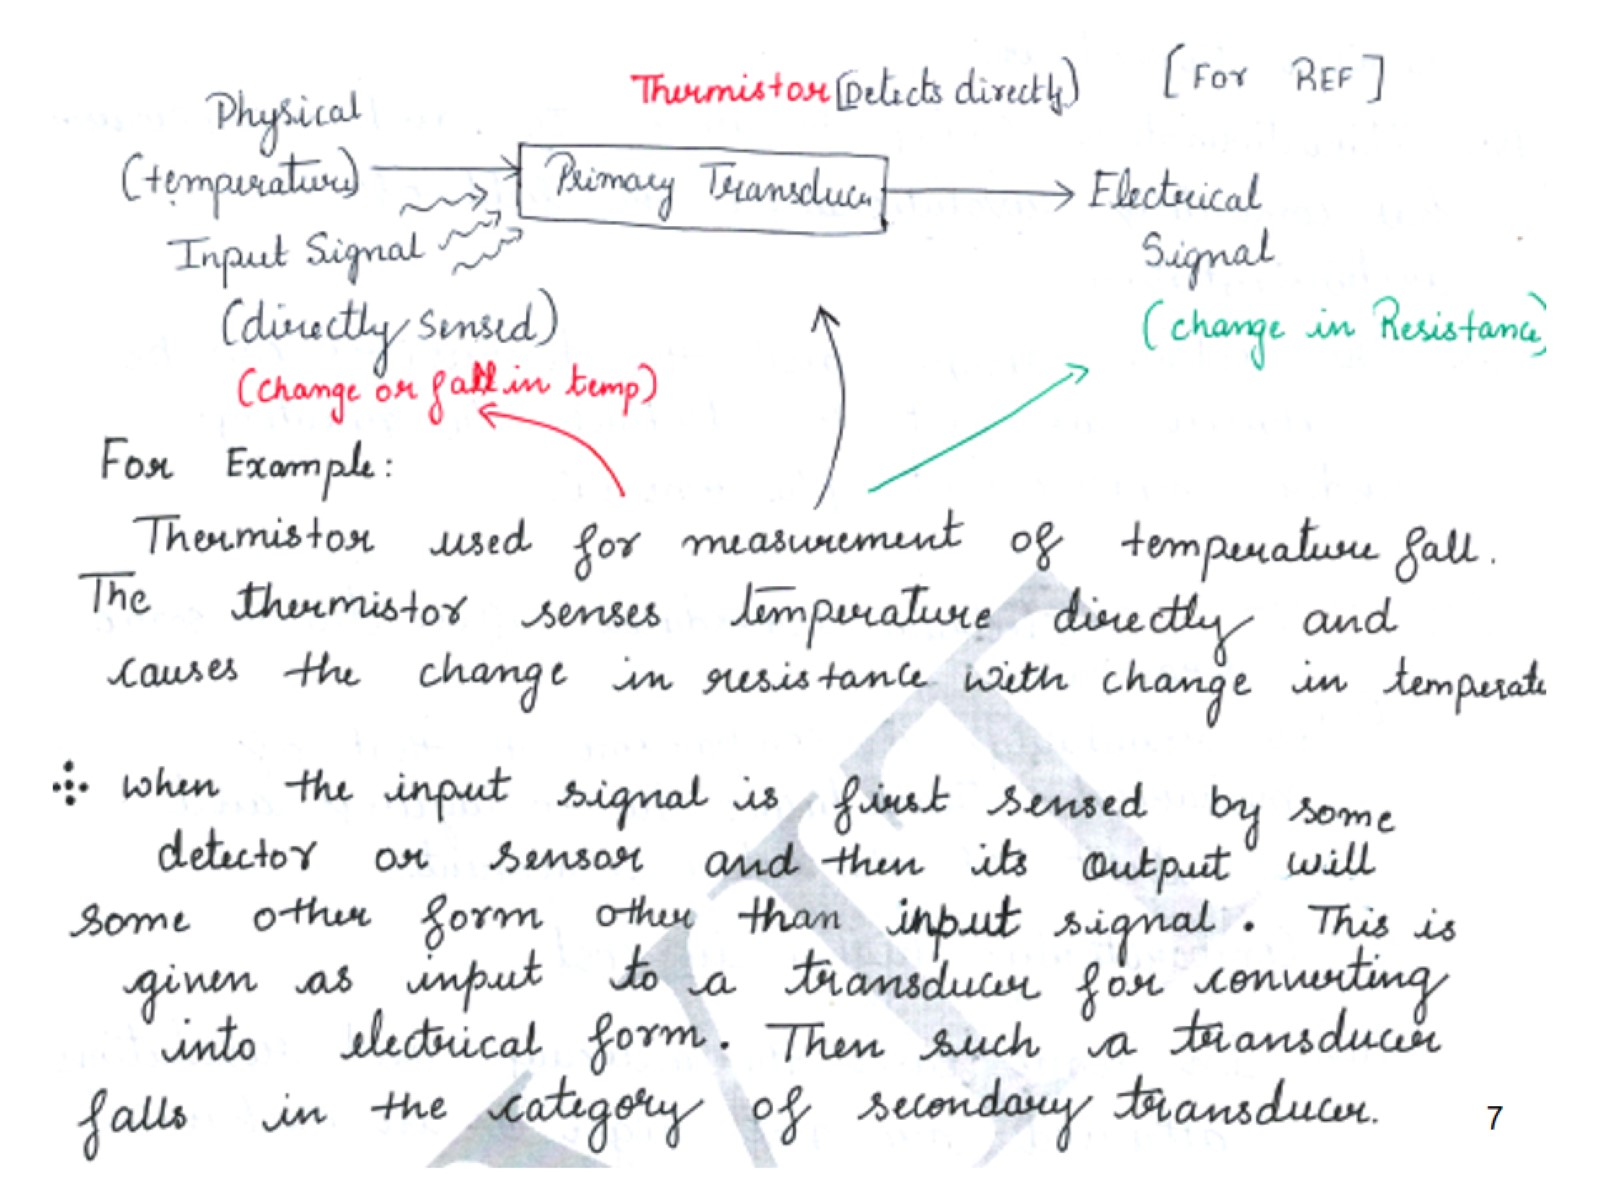 Thermistor [Detects directly) [For REF]
Physical
(temperature) Primary Transducer Electrical
Input Signal Signal
(directly sensed) (change in Resistance)
(change or fall in temp)
For Example:
Thermistor used for measurement of temperature fall.
The thermistor senses temperature directly and
causes the change in resistance with change in
when the input signal is first sensed by some
detector or sensor and then its output will
some other form other than input signal. This is
given as input to a transducer for converting
into electrical form. Then such a transducer
falls in the category of secondary transducer.
7